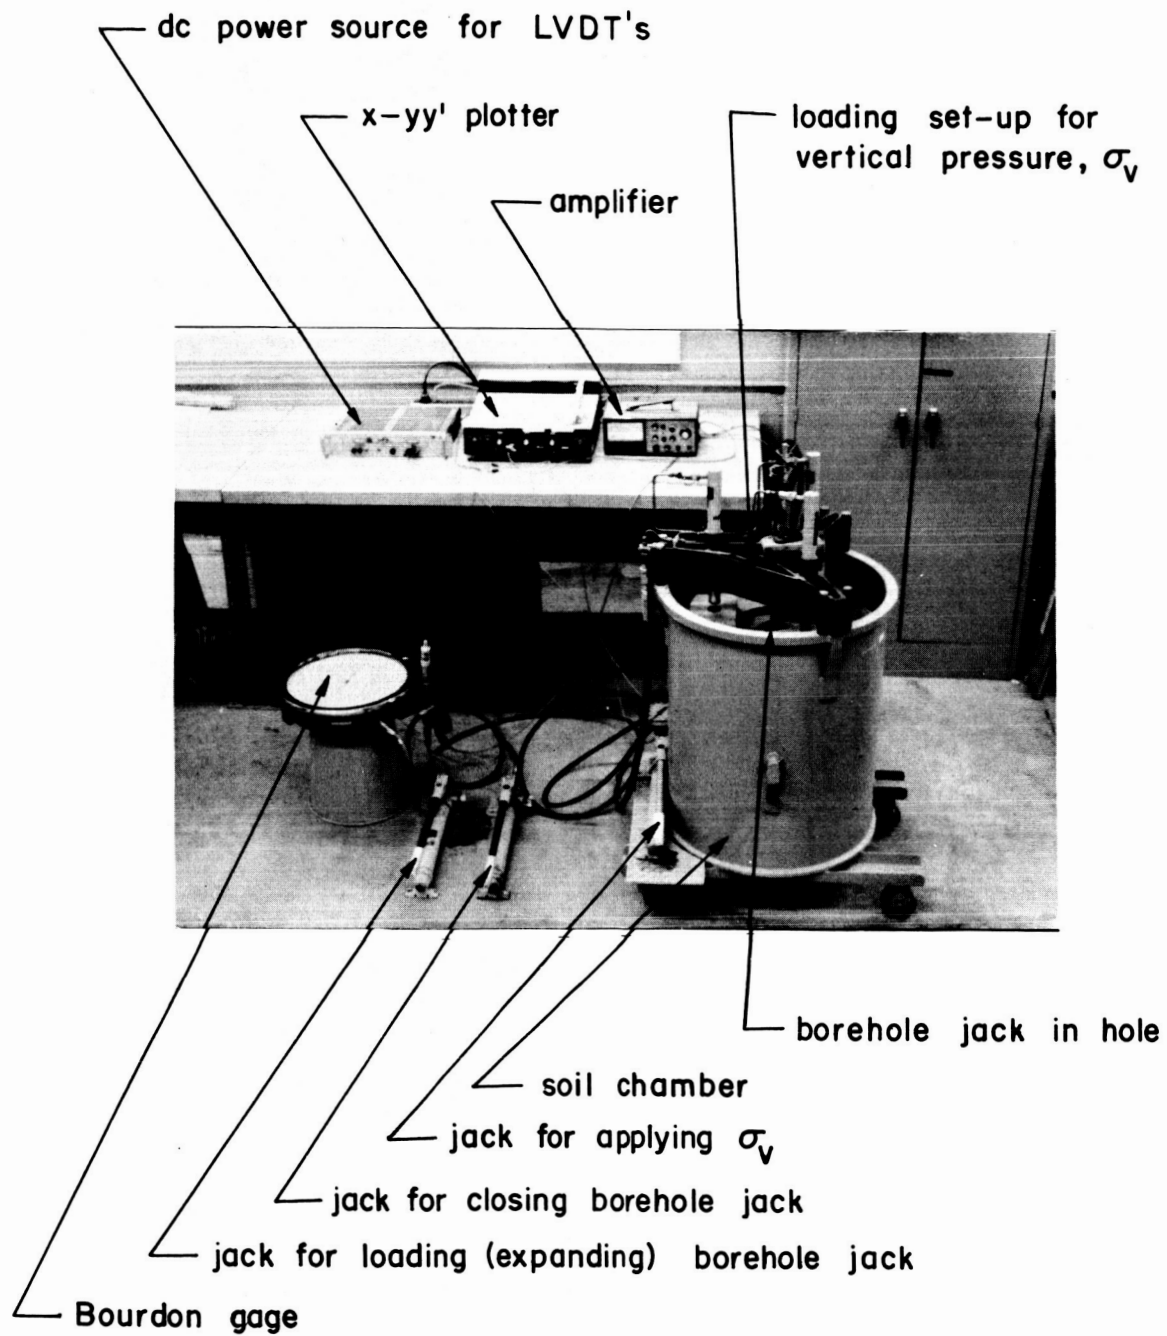 dc power source for LVDT's
x-yy' plotter
loading set-up for
vertical pressure, σv
amplifier
borehole jack in hole
soil chamber
jack for applying σv
jack for closing borehole jack
jack for loading (expanding) borehole jack
Bourdon gage